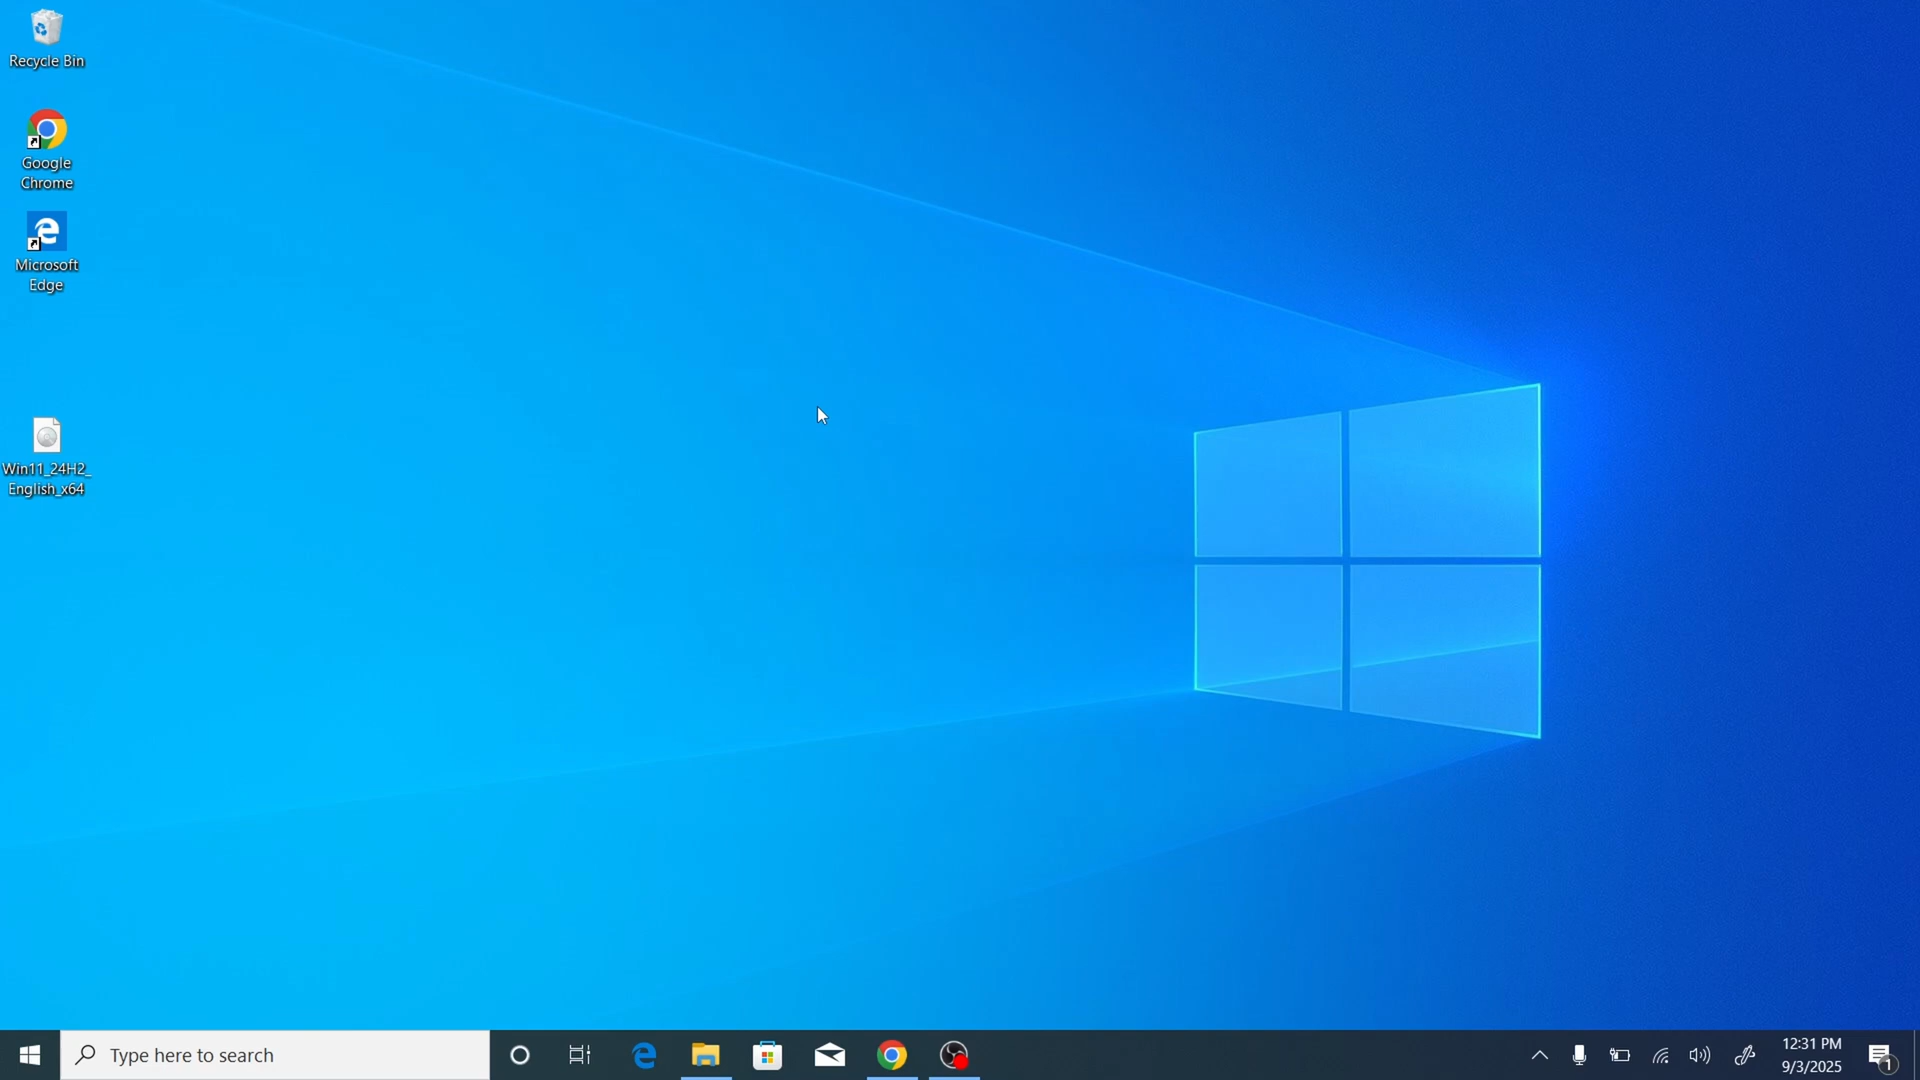 Recycle Bin
Google
Chrome
Microsoft
Edge
Win11_24H2_
English_x64
Type here to search
12:31 PM
9/3/2025
1